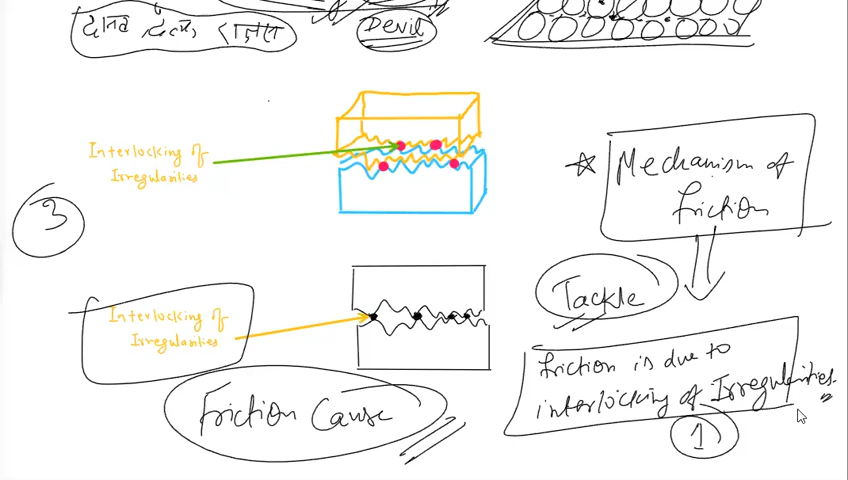 Devil
Interlocking of
Irregularities
3
Mechanism of
friction
Tackle
Interlocking of
Irregularities
Friction is due to
interlocking of Irregularities.
Friction Cause
1